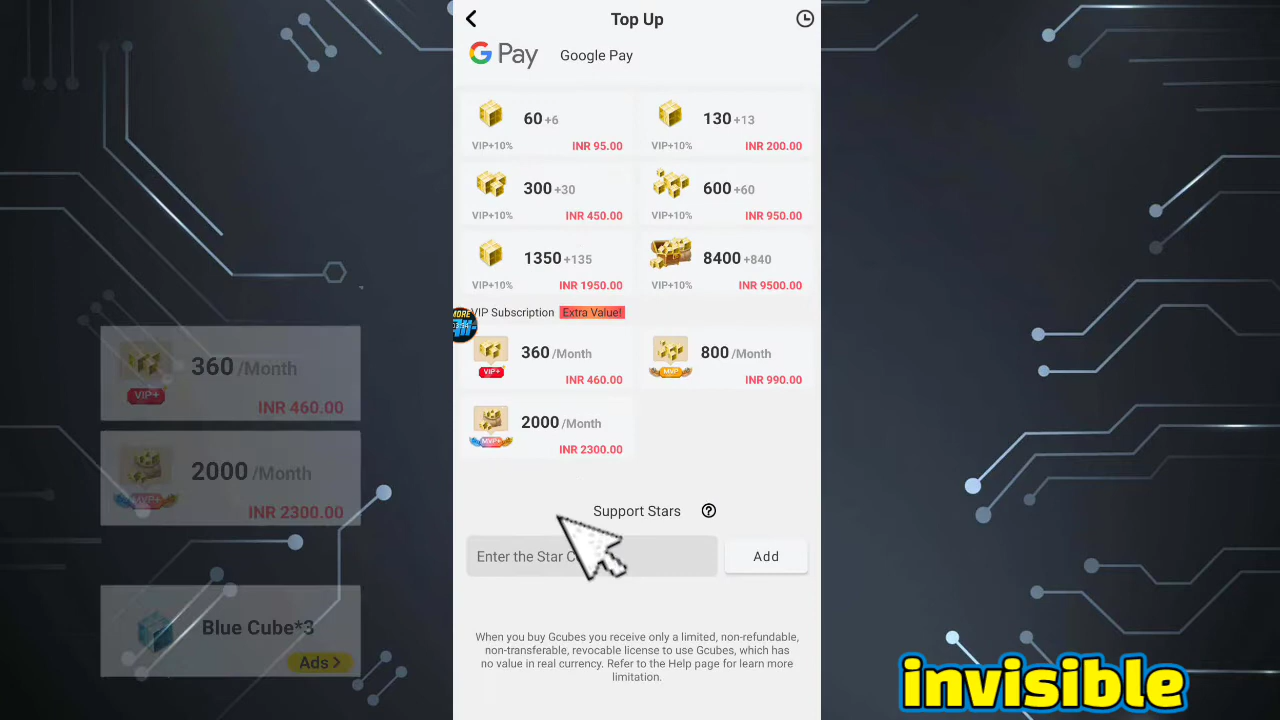 Top Up
G Pay Google Pay
60+6
VIP+10% INR 95.00
130+13
VIP+10% INR 200.00
300+30
VIP+10% INR 450.00
600+60
VIP+10% INR 950.00
1350+135
VIP+10% INR 1950.00
8400+840
VIP+10% INR 9500.00
MORE
VIP Subscription Extra Value!
360 /Month
VIP+
INR 460.00
800 /Month
MVP
INR 990.00
2000 /Month
MVP+
INR 2300.00
Support Stars ?
Enter the Star C
Add
When you buy Gcubes you receive only a limited, non-refundable,
non-transferable, revocable license to use Gcubes, which has
no value in real currency. Refer to the Help page for learn more
limitation.
360 /Month
VIP+
INR 460.00
2000 /Month
MVP+
INR 2300.00
Blue Cube*3
Ads >
invisible